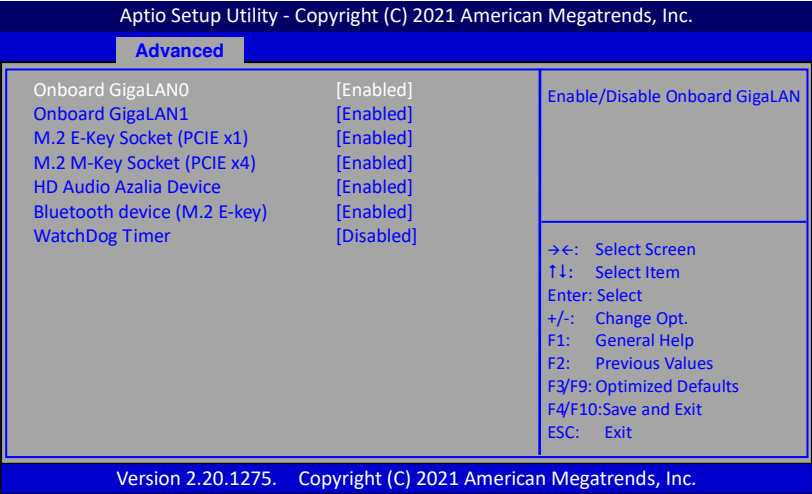 Aptio Setup Utility - Copyright (C) 2021 American Megatrends, Inc.
Advanced
Onboard GigaLAN0 [Enabled]
Onboard GigaLAN1 [Enabled]
M.2 E-Key Socket (PCIE x1) [Enabled]
M.2 M-Key Socket (PCIE x4) [Enabled]
HD Audio Azalia Device [Enabled]
Bluetooth device (M.2 E-key) [Enabled]
WatchDog Timer [Disabled]
Enable/Disable Onboard GigaLAN
→←: Select Screen
↑↓: Select Item
Enter: Select
+/-: Change Opt.
F1: General Help
F2: Previous Values
F3/F9: Optimized Defaults
F4/F10:Save and Exit
ESC: Exit
Version 2.20.1275. Copyright (C) 2021 American Megatrends, Inc.